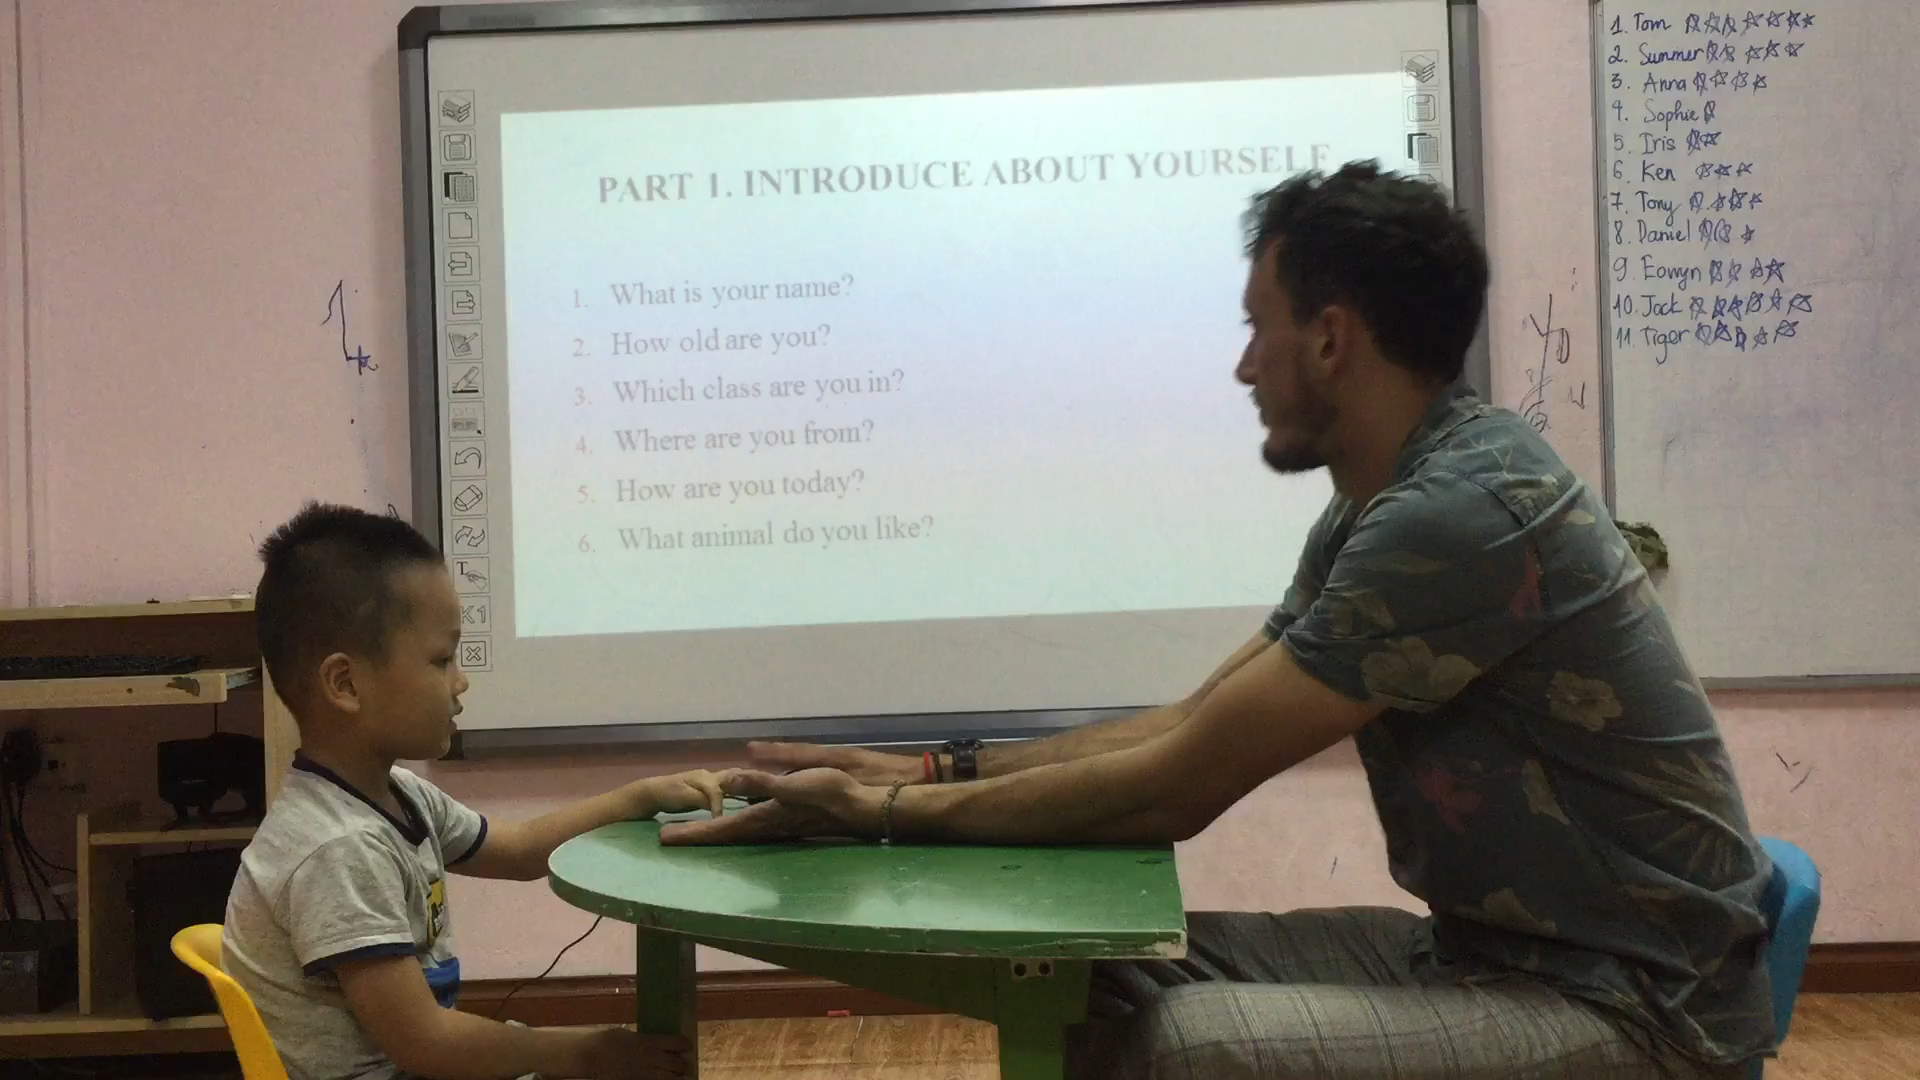 PART 1. INTRODUCE ABOUT YOURSELF
1. What is your name?
2. How old are you?
3. Which class are you in?
4. Where are you from?
5. How are you today?
6. What animal do you like?
T
K1
1. Tom
2. Summer
3. Anna
4. Sophie
5. Iris
6. Ken
7. Tony
8. Daniel
9. Eowyn
10. Jack
11. Tiger